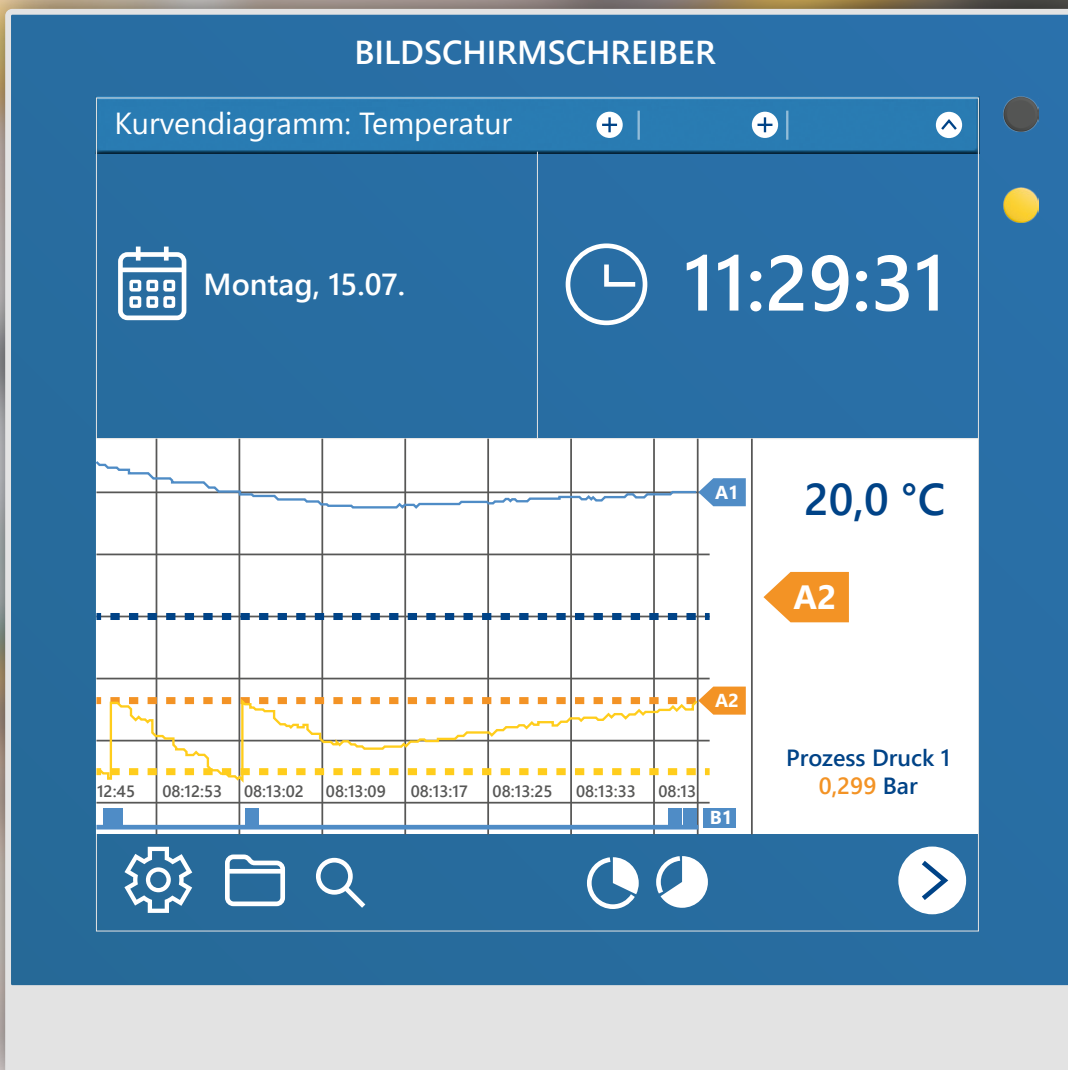 BILDSCHIRMSCHREIBER
Kurvendiagramm: Temperatur
Montag, 15.07.
11:29:31
A1
20,0 °C
A2
A2
Prozess Druck 1
0,299 Bar
12:45 08:12:53 08:13:02 08:13:09 08:13:17 08:13:25 08:13:33 08:13
B1